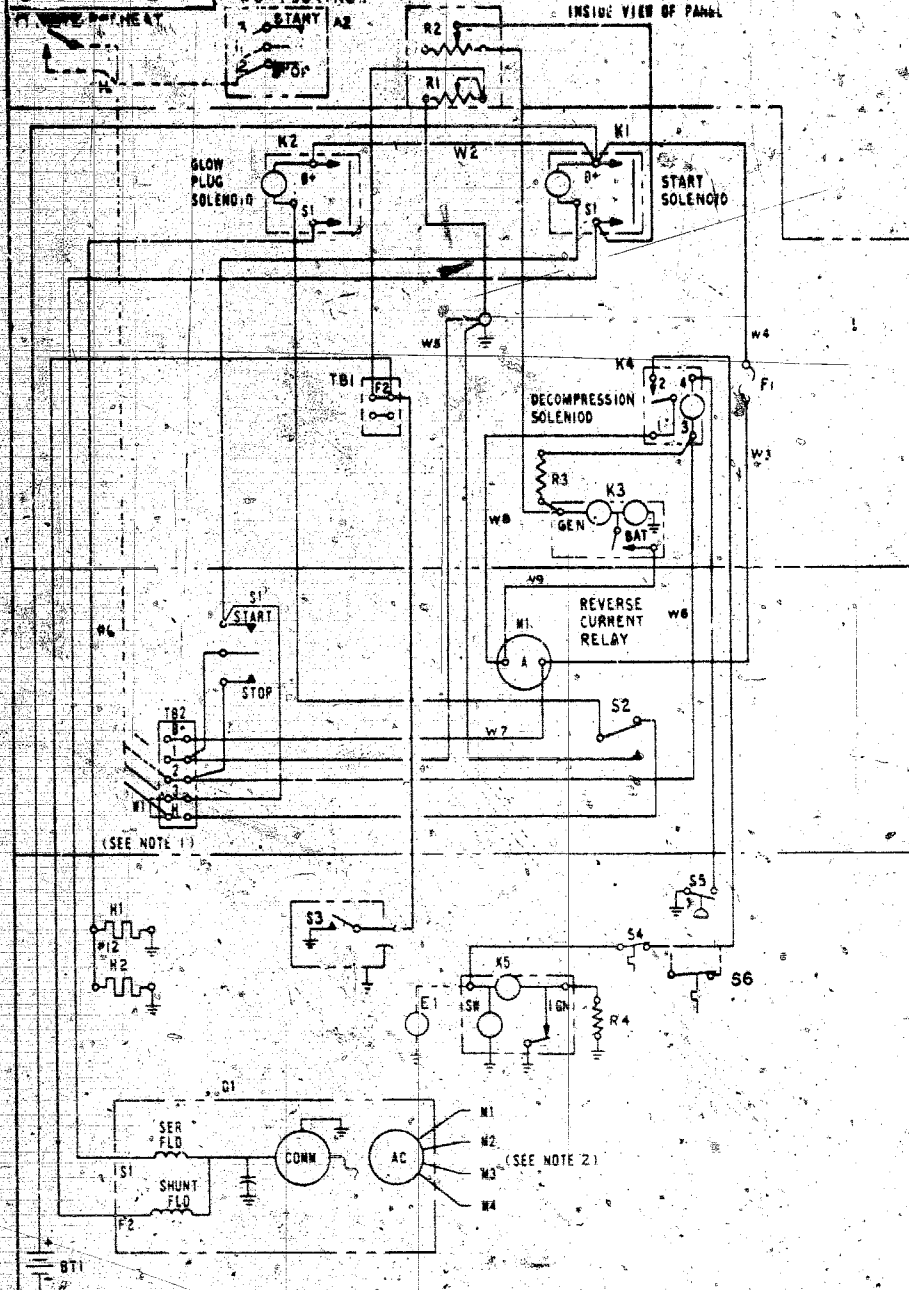 INSIDE VIEW OF PANEL
HEAT
START
A2
R2
R1
H
K2
W2
K1
GLOW
PLUG
SOLENOID
B+
S1
B+
S1
START
SOLENOID
W5
W4
K4
F1
TB1
F2
2 4
DECOMPRESSION
SOLENIOD
1
3
W3
R3
K3
W8
GEN
BAT
W9
REVERSE
CURRENT
RELAY
W6
#6
S1
START
M1
A
STOP
TB2
B+
1
2
3
H
W7
S2
W1
(SEE NOTE 1)
S5
H1
S3
S4
#12
K5
S6
H2
E1
SW
IGN
R4
G1
SER
FLD
M1
COMM
AC
M2
(SEE NOTE 2)
S1
M3
SHUNT
FLD
M4
F2
+
BT1
-